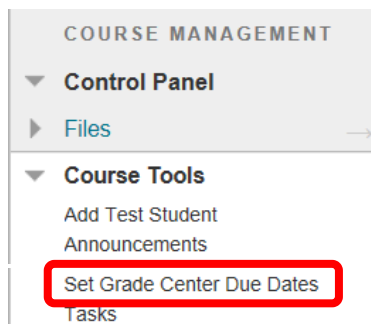 COURSE MANAGEMENT
Control Panel
Files
Course Tools
Add Test Student
Announcements
Set Grade Center Due Dates
Tasks